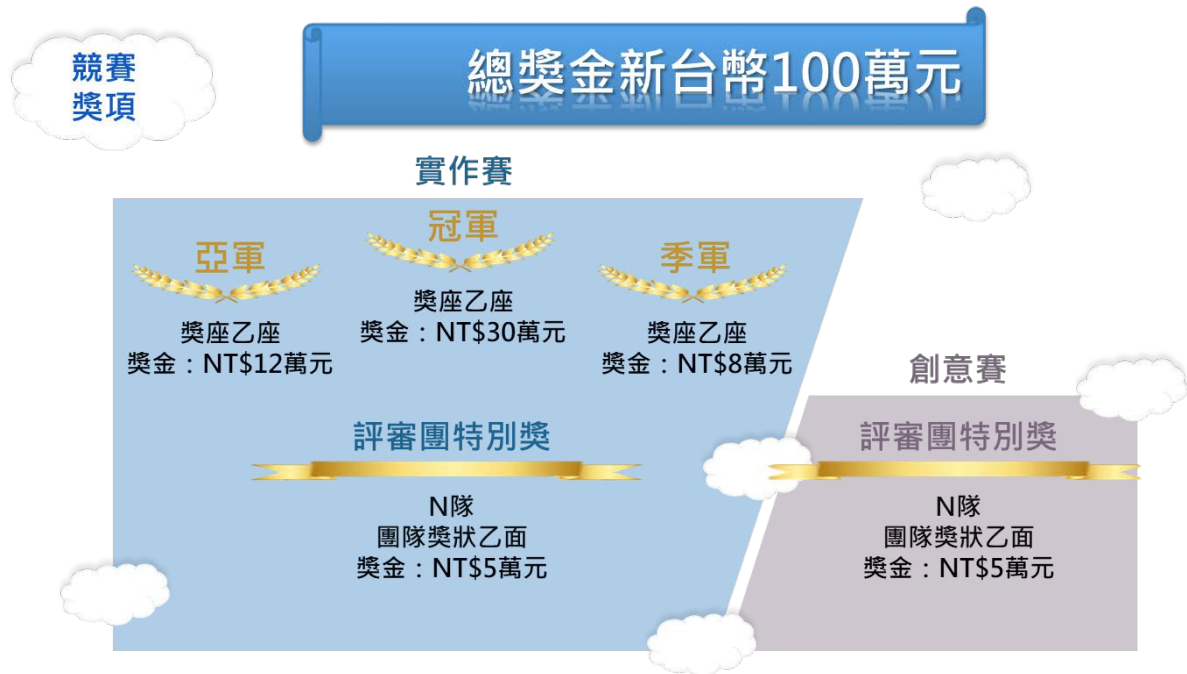 競賽
獎項
總獎金新台幣100萬元
實作賽
冠軍
獎座乙座
獎金：NT$30萬元
亞軍
獎座乙座
獎金：NT$12萬元
季軍
獎座乙座
獎金：NT$8萬元
評審團特別獎
N隊
團隊獎狀乙面
獎金：NT$5萬元
創意賽
評審團特別獎
N隊
團隊獎狀乙面
獎金：NT$5萬元